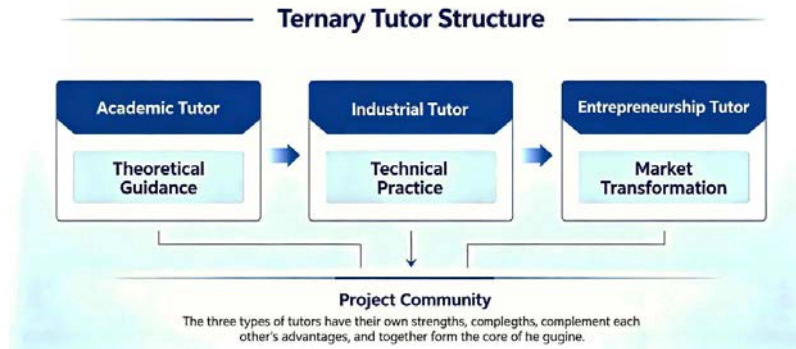 Ternary Tutor Structure
Academic Tutor
Theoretical
Guidance
Industrial Tutor
Technical
Practice
Entrepreneurship Tutor
Market
Transformation
Project Community
The three types of tutors have their own strengths, complegths, complement each
other's advantages, and together form the core of he gugine.